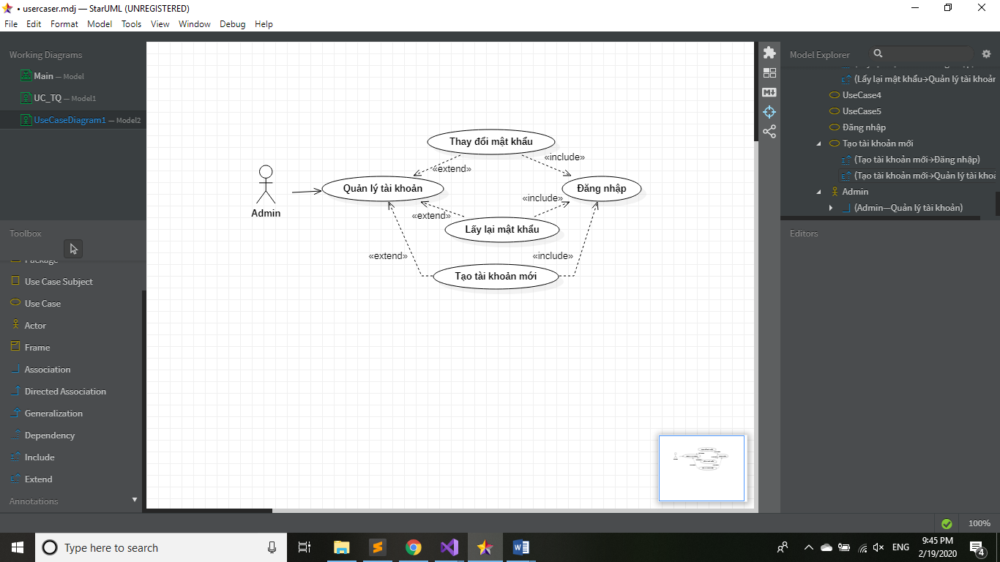 • usercaser.mdj — StarUML (UNREGISTERED)
File Edit Format Model Tools View Window Debug Help
Working Diagrams
Main — Model
UC_TQ — Model1
UseCaseDiagram1 — Model2
Toolbox
Package
Use Case Subject
Use Case
Actor
Frame
Association
Directed Association
Generalization
Dependency
Include
Extend
Annotations
Thay đổi mật khẩu
«include»
«extend»
Quản lý tài khoản
Đăng nhập
«include»
Admin
«extend»
Lấy lại mật khẩu
«extend»
«include»
Tạo tài khoản mới
Model Explorer
(Lấy lại mật khẩu→Quản lý tài khoản
UseCase4
UseCase5
Đăng nhập
Tạo tài khoản mới
(Tạo tài khoản mới→Đăng nhập)
(Tạo tài khoản mới→Quản lý tài khoả
Admin
(Admin—Quản lý tài khoản)
Editors
100%
Type here to search
ENG
9:45 PM
2/19/2020
4